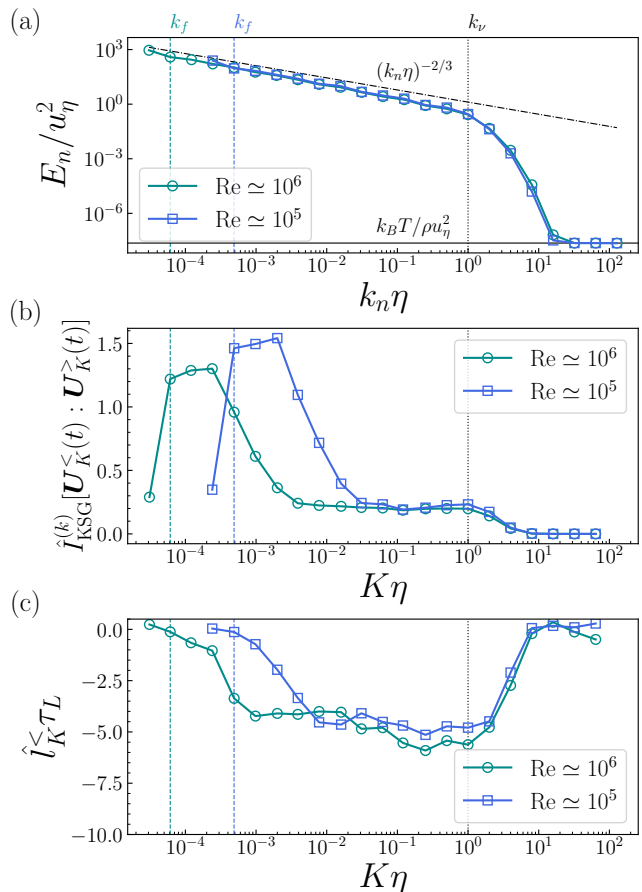 (a)
k_f
k_f
k_ν
10^3
10^0
10^{-3}
10^{-6}
E_n/u_η^2
(k_nη)^{-2/3}
Re ≃ 10^6
Re ≃ 10^5
k_BT/ρu_η^2
10^{-4} 10^{-3} 10^{-2} 10^{-1} 10^0 10^1 10^2
k_nη
(b)
1.5
1.0
0.5
0.0
Î_{KSG}^{(k)}[U_K^<(t) : U_K^>(t)]
Re ≃ 10^6
Re ≃ 10^5
10^{-4} 10^{-3} 10^{-2} 10^{-1} 10^0 10^1 10^2
Kη
(c)
0.0
−2.5
−5.0
−7.5
−10.0
l̂_K^<τ_L
Re ≃ 10^6
Re ≃ 10^5
10^{-4} 10^{-3} 10^{-2} 10^{-1} 10^0 10^1 10^2
Kη